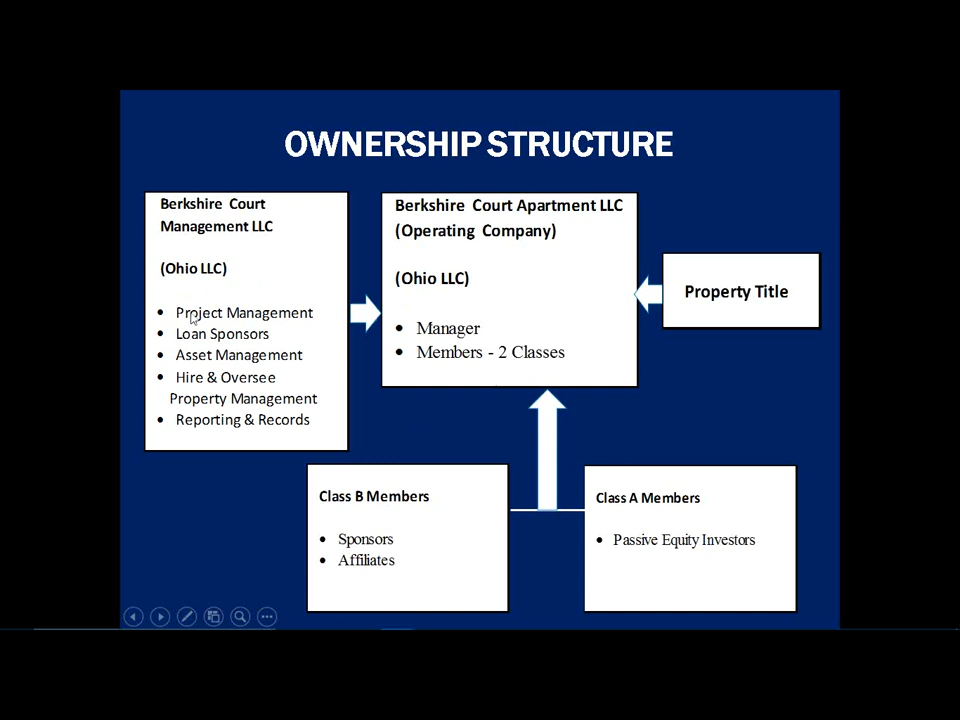 OWNERSHIP STRUCTURE
Berkshire Court
Management LLC
(Ohio LLC)
• Project Management
• Loan Sponsors
• Asset Management
• Hire & Oversee
Property Management
• Reporting & Records
Berkshire Court Apartment LLC
(Operating Company)
(Ohio LLC)
• Manager
• Members - 2 Classes
Property Title
Class B Members
• Sponsors
• Affiliates
Class A Members
• Passive Equity Investors